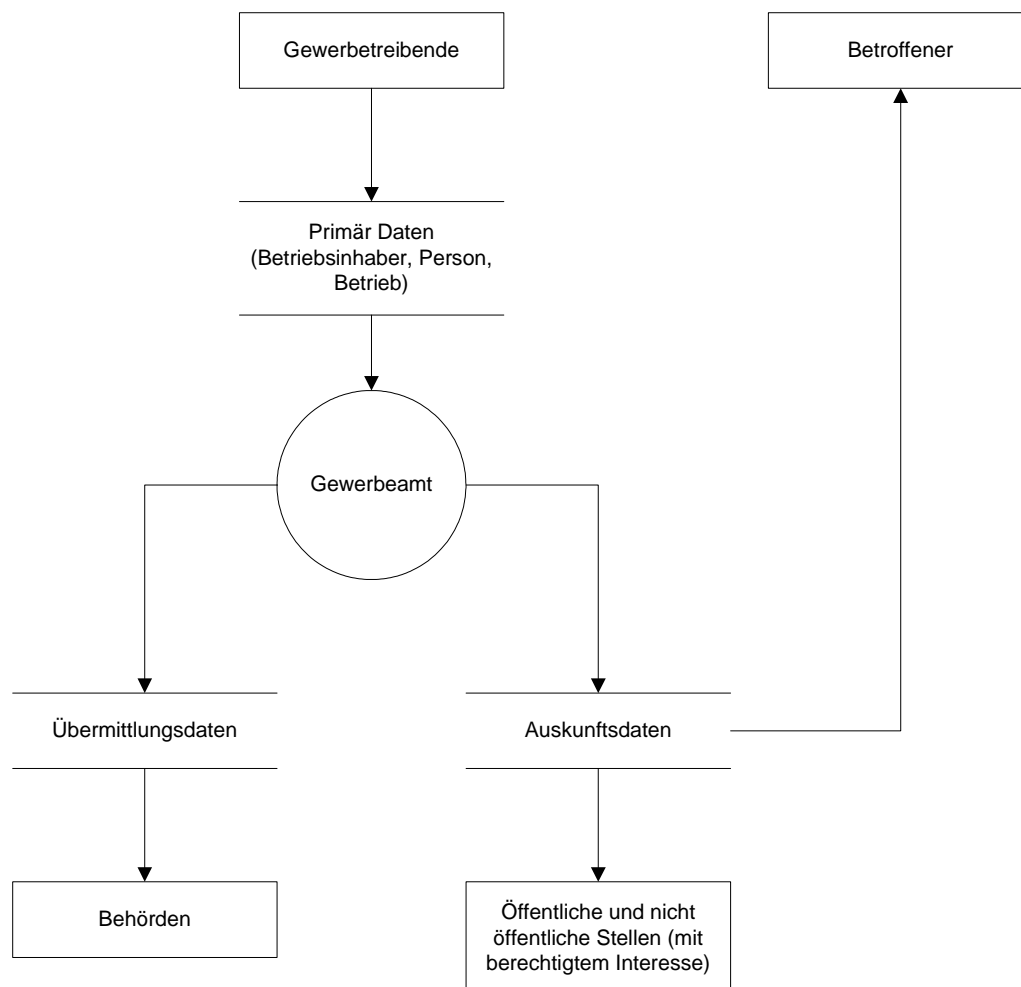 Gewerbetreibende
Betroffener
Primär Daten
(Betriebsinhaber, Person,
Betrieb)
Gewerbeamt
Übermittlungsdaten
Auskunftsdaten
Behörden
Öffentliche und nicht
öffentliche Stellen (mit
berechtigtem Interesse)